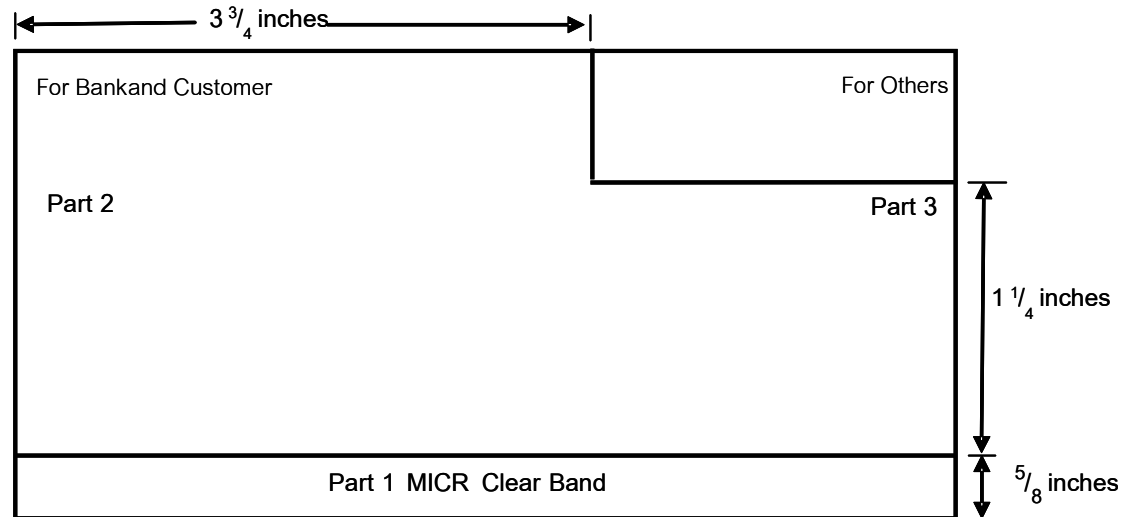 3 3/4 inches
For Bankand Customer
For Others
Part 2
Part 3
1 1/4 inches
Part 1 MICR Clear Band
5/8 inches